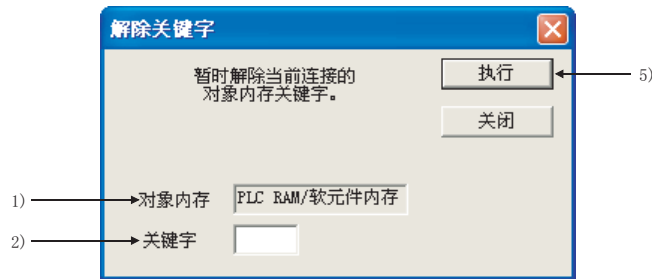 解除关键字
暂时解除当前连接的
对象内存关键字。
执行
5)
关闭
1)
对象内存
PLC RAM/软元件内存
2)
关键字